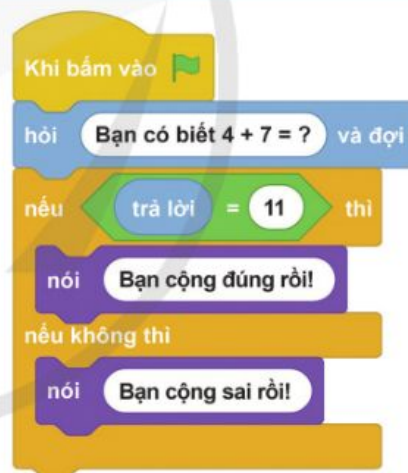 Khi bấm vào
hỏi Bạn có biết 4 + 7 = ? và đợi
nếu trả lời = 11 thì
nói Bạn cộng đúng rồi!
nếu không thì
nói Bạn cộng sai rồi!